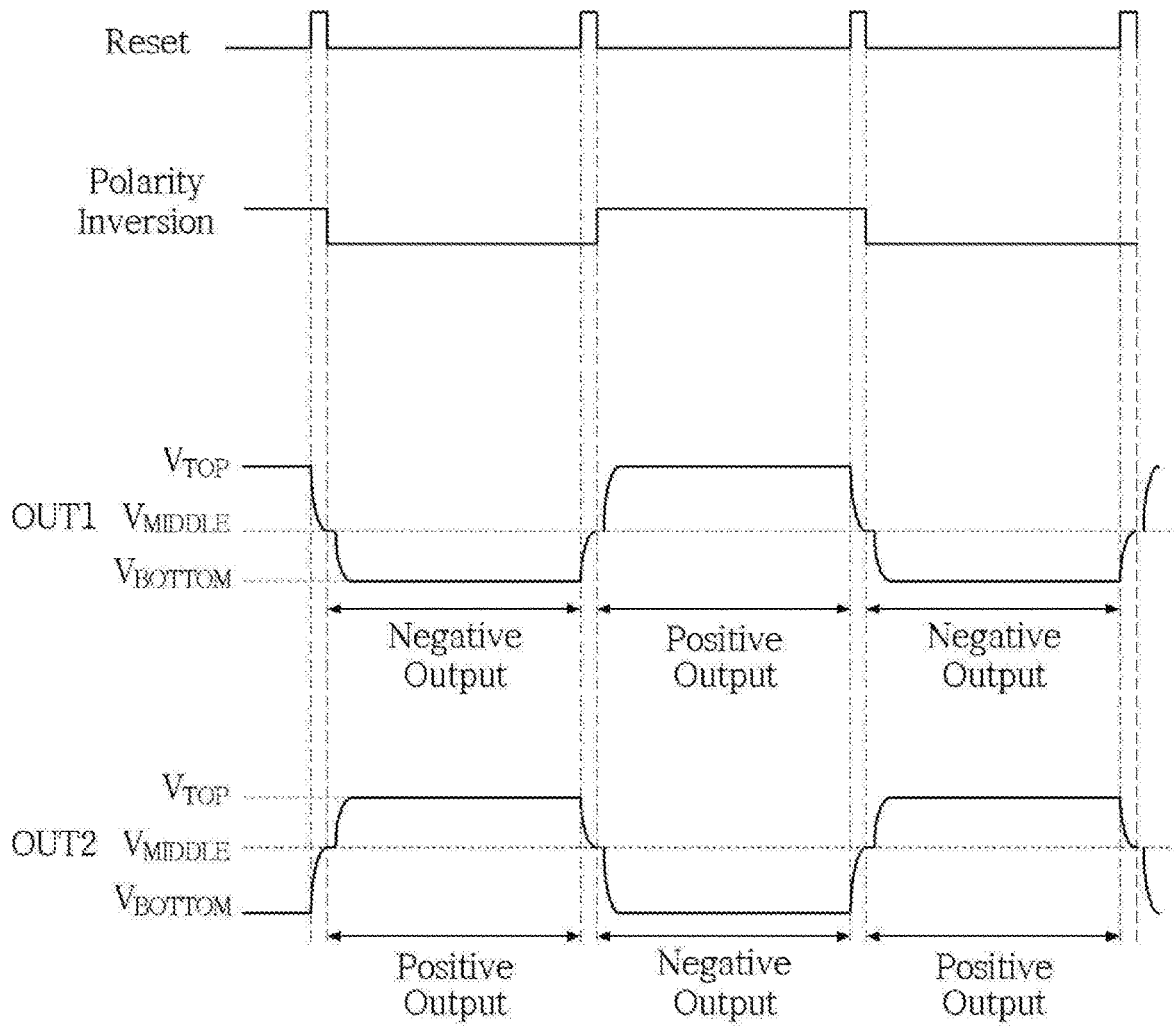 Reset
Polarity
Inversion
VTOP
OUT1 VMIDDLE
VBOTTOM
Negative Output
Positive Output
Negative Output
VTOP
OUT2 VMIDDLE
VBOTTOM
Positive Output
Negative Output
Positive Output